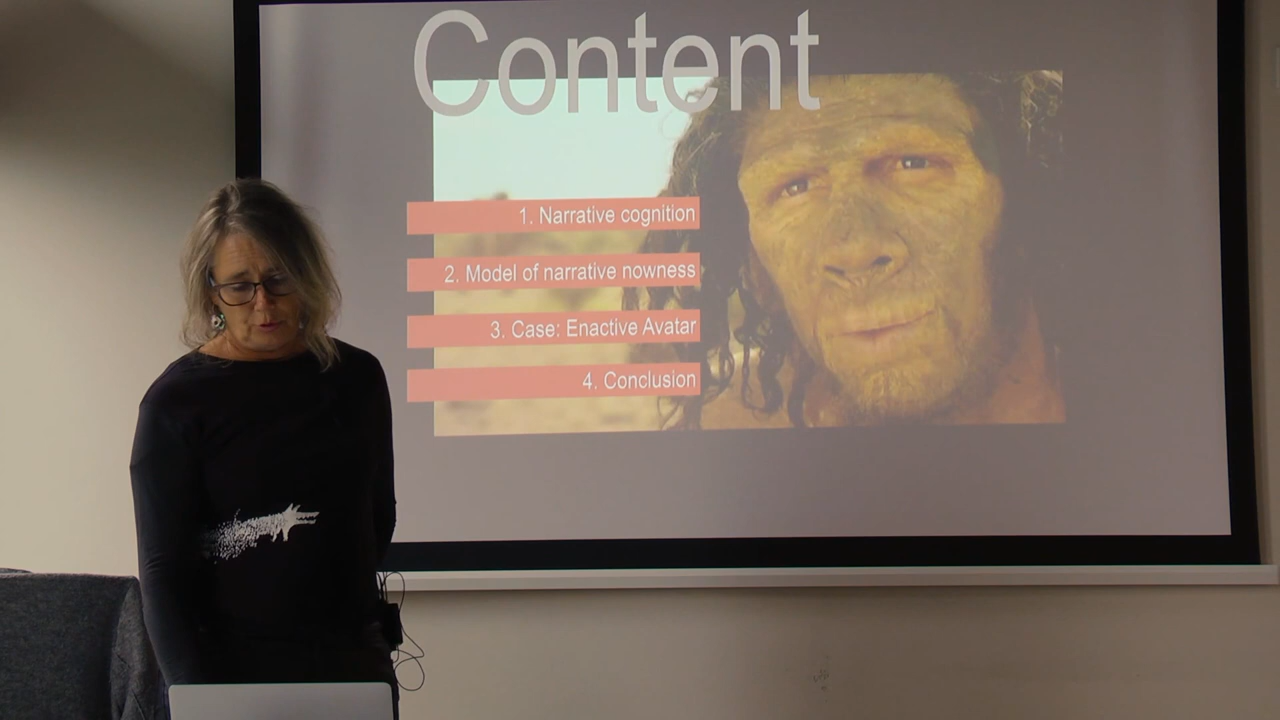 Content
1. Narrative cognition
2. Model of narrative nowness
3. Case: Enactive Avatar
4. Conclusion